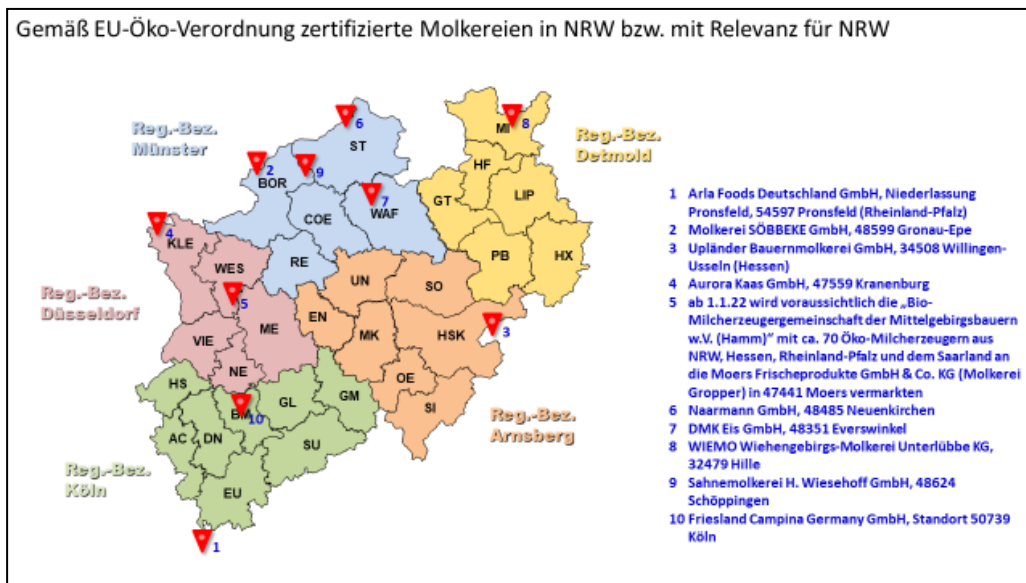 Gemäß EU-Öko-Verordnung zertifizierte Molkereien in NRW bzw. mit Relevanz für NRW
Reg.-Bez.
Münster
Reg.-Bez.
Detmold
Reg.-Bez.
Düsseldorf
Reg.-Bez.
Arnsberg
Reg.-Bez.
Köln
6
ST
MI
8
2
BOR
9
HF
7
WAF
GT
LIP
COE
4
KLE
RE
PB
HX
WES
UN
SO
5
EN
ME
MK
HSK
3
VIE
NE
OE
HS
BM
10
GL
GM
SI
AC
DN
SU
EU
1
1 Arla Foods Deutschland GmbH, Niederlassung
Pronsfeld, 54597 Pronsfeld (Rheinland-Pfalz)
2 Molkerei SÖBBEKE GmbH, 48599 Gronau-Epe
3 Upländer Bauernmolkerei GmbH, 34508 Willingen-
Usseln (Hessen)
4 Aurora Kaas GmbH, 47559 Kranenburg
5 ab 1.1.22 wird voraussichtlich die „Bio-
Milcherzeugergemeinschaft der Mittelgebirgsbauern
w.V. (Hamm)" mit ca. 70 Öko-Milcherzeugern aus
NRW, Hessen, Rheinland-Pfalz und dem Saarland an
die Moers Frischeprodukte GmbH & Co. KG (Molkerei
Gropper) in 47441 Moers vermarkten
6 Naarmann GmbH, 48485 Neuenkirchen
7 DMK Eis GmbH, 48351 Everswinkel
8 WIEMO Wiehengebirgs-Molkerei Unterlübbe KG,
32479 Hille
9 Sahnemolkerei H. Wiesehoff GmbH, 48624
Schöppingen
10 Friesland Campina Germany GmbH, Standort 50739
Köln